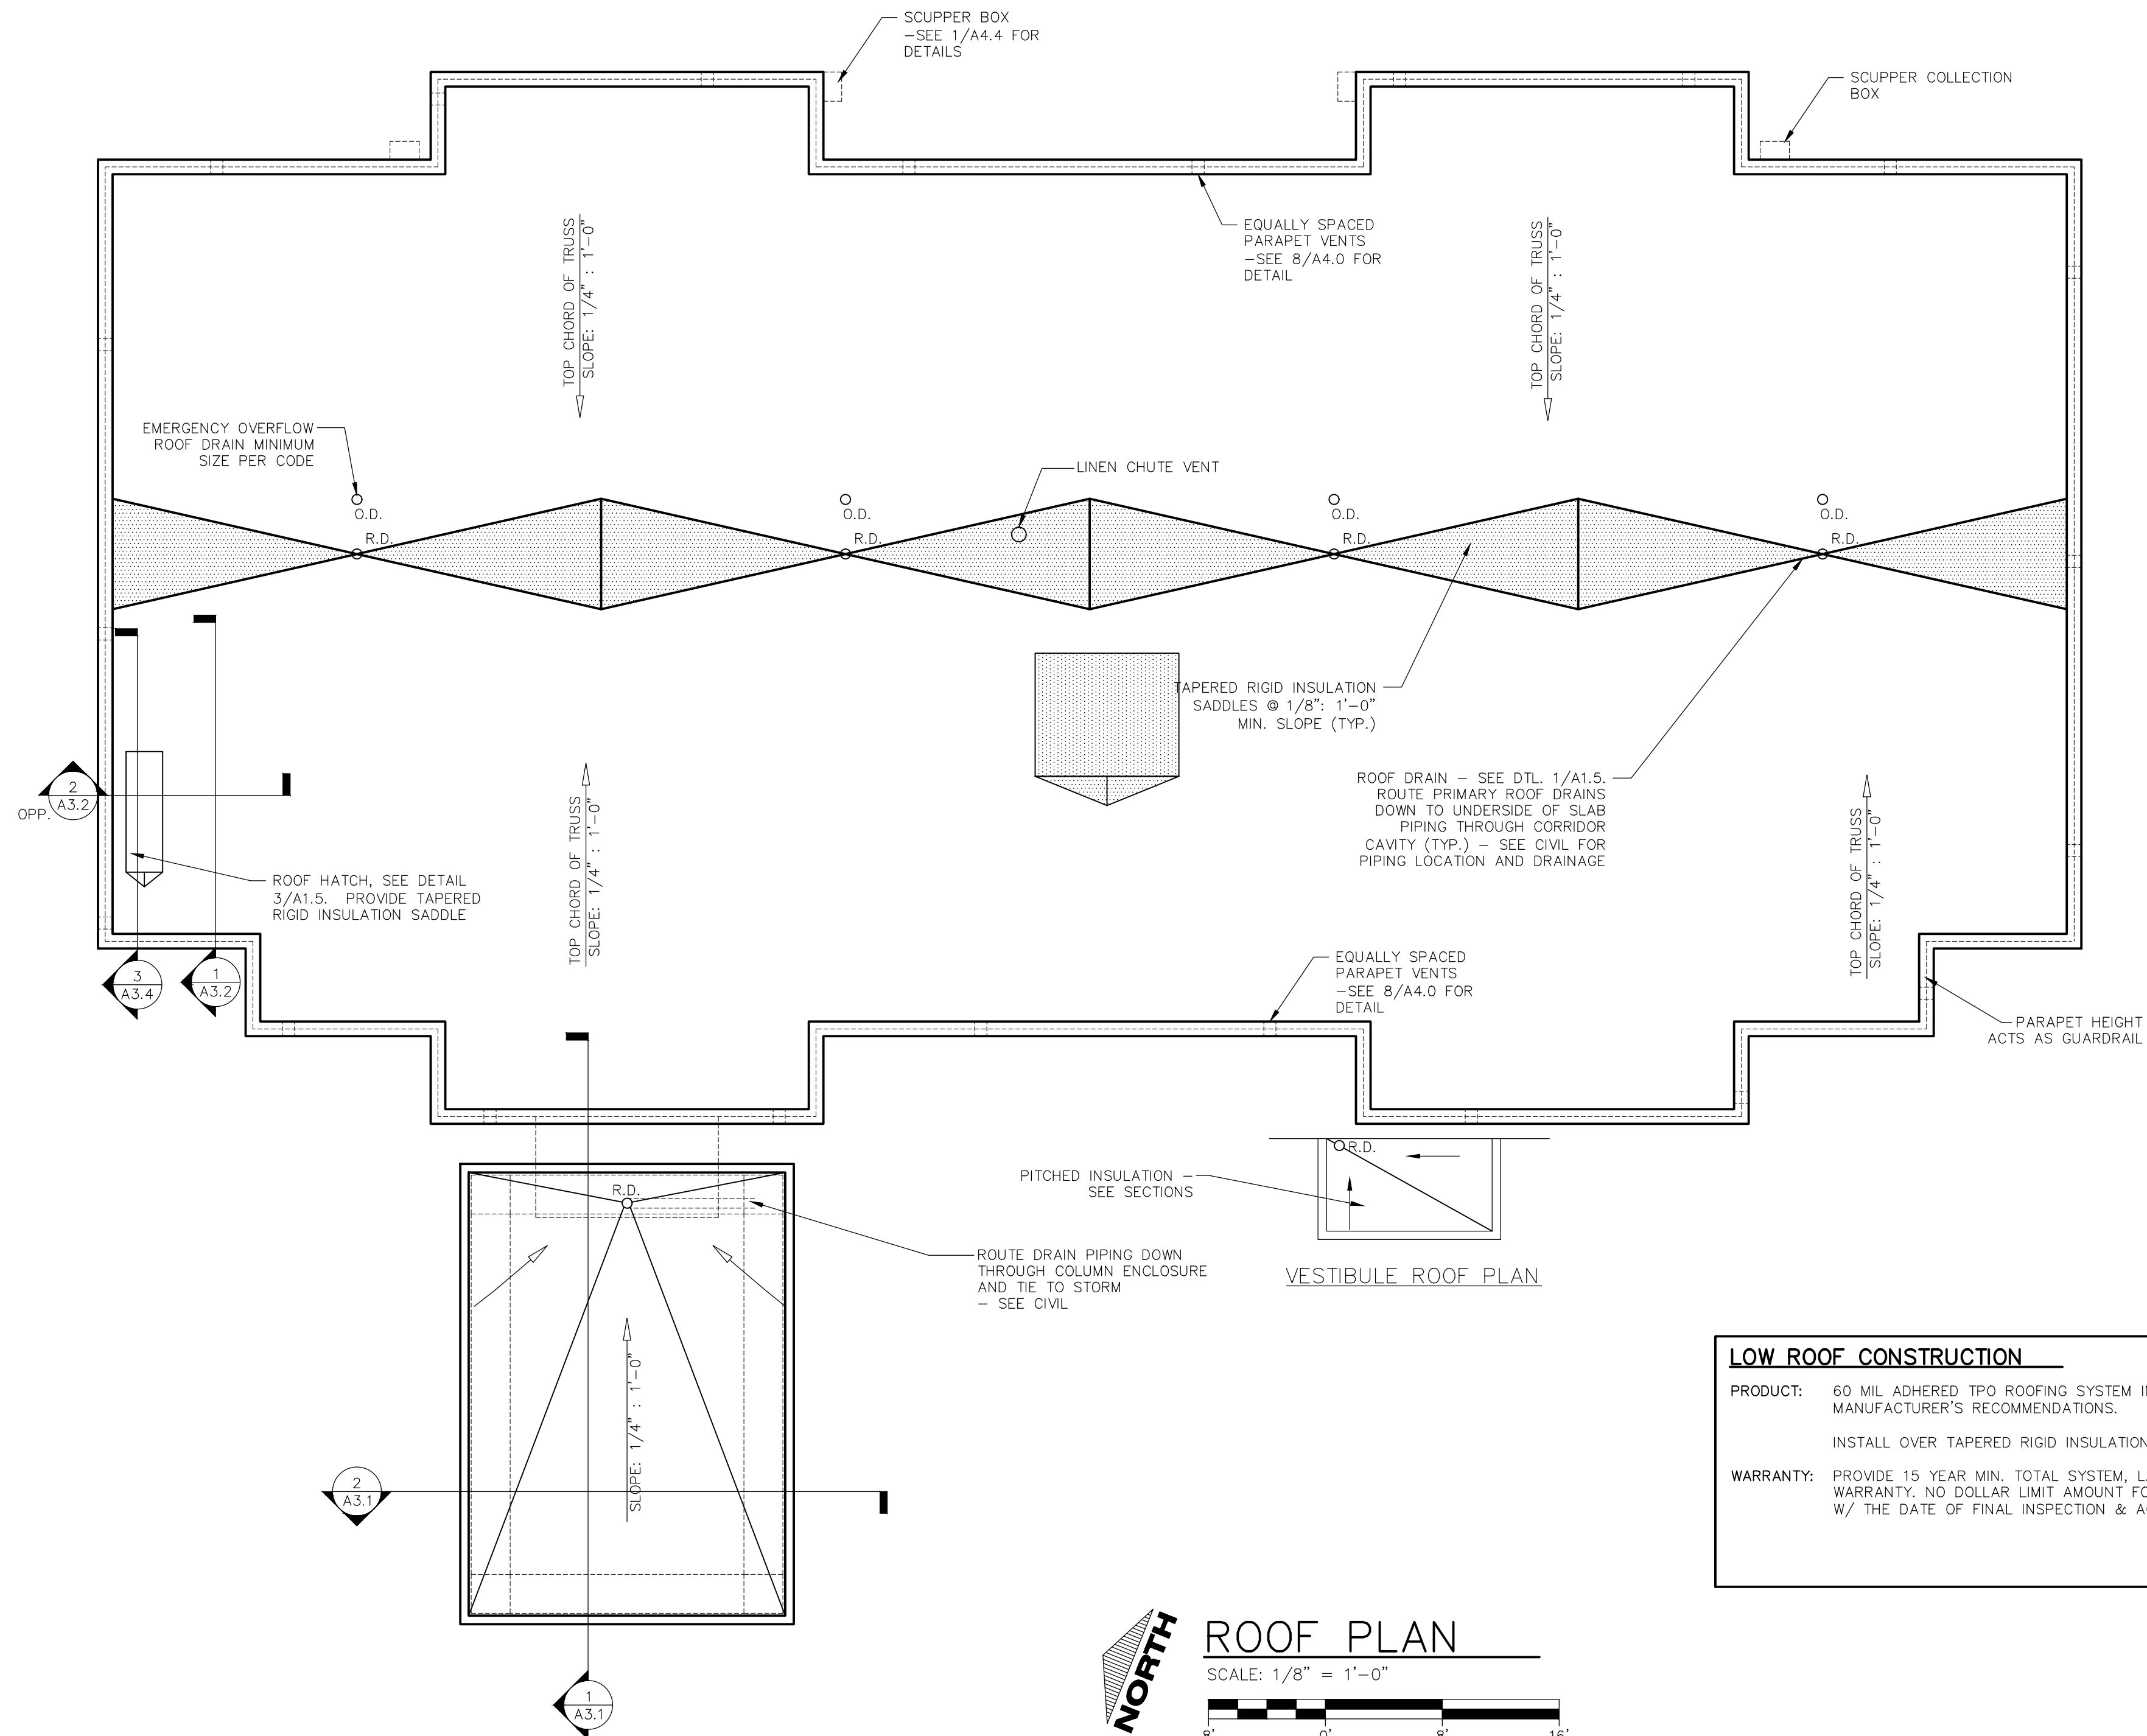 SCUPPER BOX
-SEE 1/A4.4 FOR
DETAILS
SCUPPER COLLECTION
BOX
EQUALLY SPACED
PARAPET VENTS
-SEE 8/A4.0 FOR
DETAIL
TOP CHORD OF TRUSS
SLOPE: 1/4" : 1'-0"
TOP CHORD OF TRUSS
SLOPE: 1/4" : 1'-0"
EMERGENCY OVERFLOW
ROOF DRAIN MINIMUM
SIZE PER CODE
LINEN CHUTE VENT
O.D.
O.D.
O.D.
O.D.
R.D.
R.D.
R.D.
R.D.
TAPERED RIGID INSULATION
SADDLES @ 1/8": 1'-0"
MIN. SLOPE (TYP.)
ROOF DRAIN - SEE DTL. 1/A1.5.
ROUTE PRIMARY ROOF DRAINS
DOWN TO UNDERSIDE OF SLAB
PIPING THROUGH CORRIDOR
CAVITY (TYP.) - SEE CIVIL FOR
PIPING LOCATION AND DRAINAGE
2
A3.2
OPP.
ROOF HATCH, SEE DETAIL
3/A1.5. PROVIDE TAPERED
RIGID INSULATION SADDLE
TOP CHORD OF TRUSS
SLOPE: 1/4" : 1'-0"
TOP CHORD OF TRUSS
SLOPE: 1/4" : 1'-0"
3
A3.4
1
A3.2
EQUALLY SPACED
PARAPET VENTS
-SEE 8/A4.0 FOR
DETAIL
PARAPET HEIGHT
ACTS AS GUARDRAIL
R.D.
PITCHED INSULATION -
SEE SECTIONS
R.D.
ROUTE DRAIN PIPING DOWN
THROUGH COLUMN ENCLOSURE
AND TIE TO STORM
- SEE CIVIL
VESTIBULE ROOF PLAN
SLOPE: 1/4" : 1'-0"
2
A3.1
1
A3.1
LOW ROOF CONSTRUCTION
PRODUCT: 60 MIL ADHERED TPO ROOFING SYSTEM
MANUFACTURER'S RECOMMENDATIONS.
INSTALL OVER TAPERED RIGID INSULATION
WARRANTY: PROVIDE 15 YEAR MIN. TOTAL SYSTEM,
WARRANTY. NO DOLLAR LIMIT AMOUNT
W/ THE DATE OF FINAL INSPECTION &
NORTH
ROOF PLAN
SCALE: 1/8" = 1'-0"
8' 0' 8' 16'